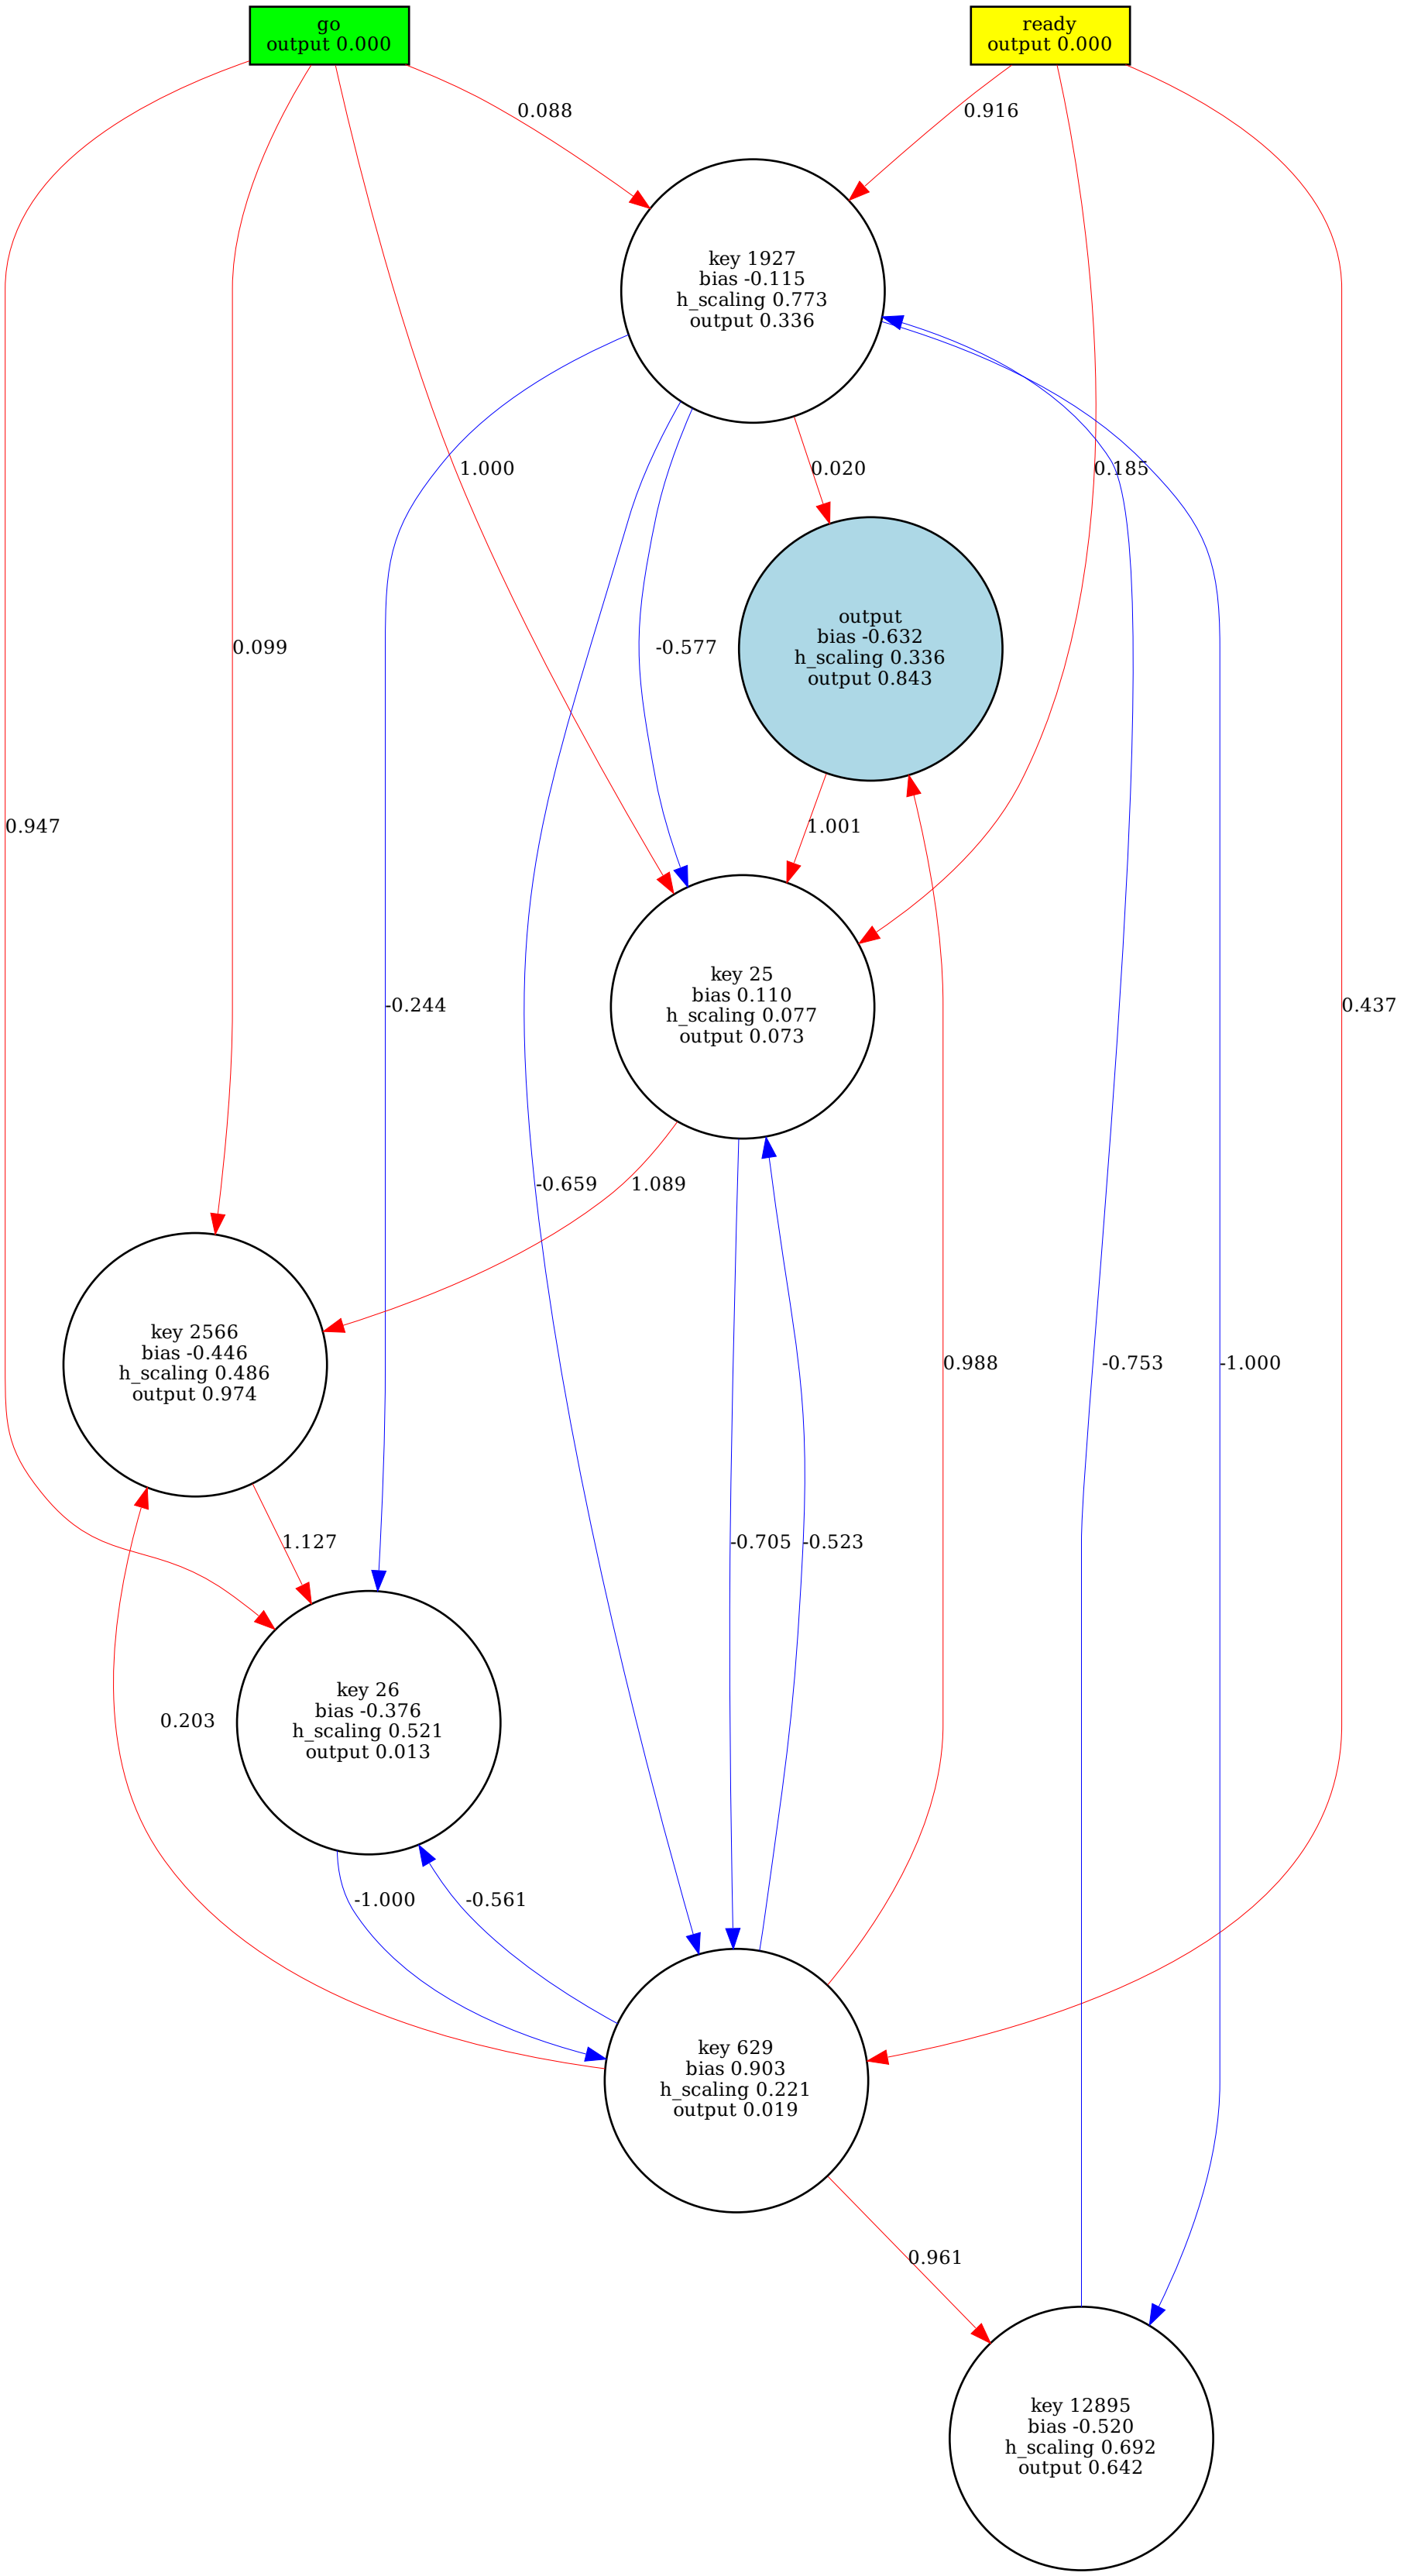 go
output 0.000
ready
output 0.000
0.088
0.916
key 1927
bias -0.115
h_scaling 0.773
output 0.336
1.000
0.020
0.185
0.099
-0.577
output
bias -0.632
h_scaling 0.336
output 0.843
0.947
1.001
-0.244
key 25
bias 0.110
h_scaling 0.077
output 0.073
0.437
-0.659
1.089
key 2566
bias -0.446
h_scaling 0.486
output 0.974
0.988
-0.753
-1.000
1.127
-0.705
-0.523
key 26
bias -0.376
h_scaling 0.521
output 0.013
0.203
-1.000
-0.561
key 629
bias 0.903
h_scaling 0.221
output 0.019
0.961
key 12895
bias -0.520
h_scaling 0.692
output 0.642